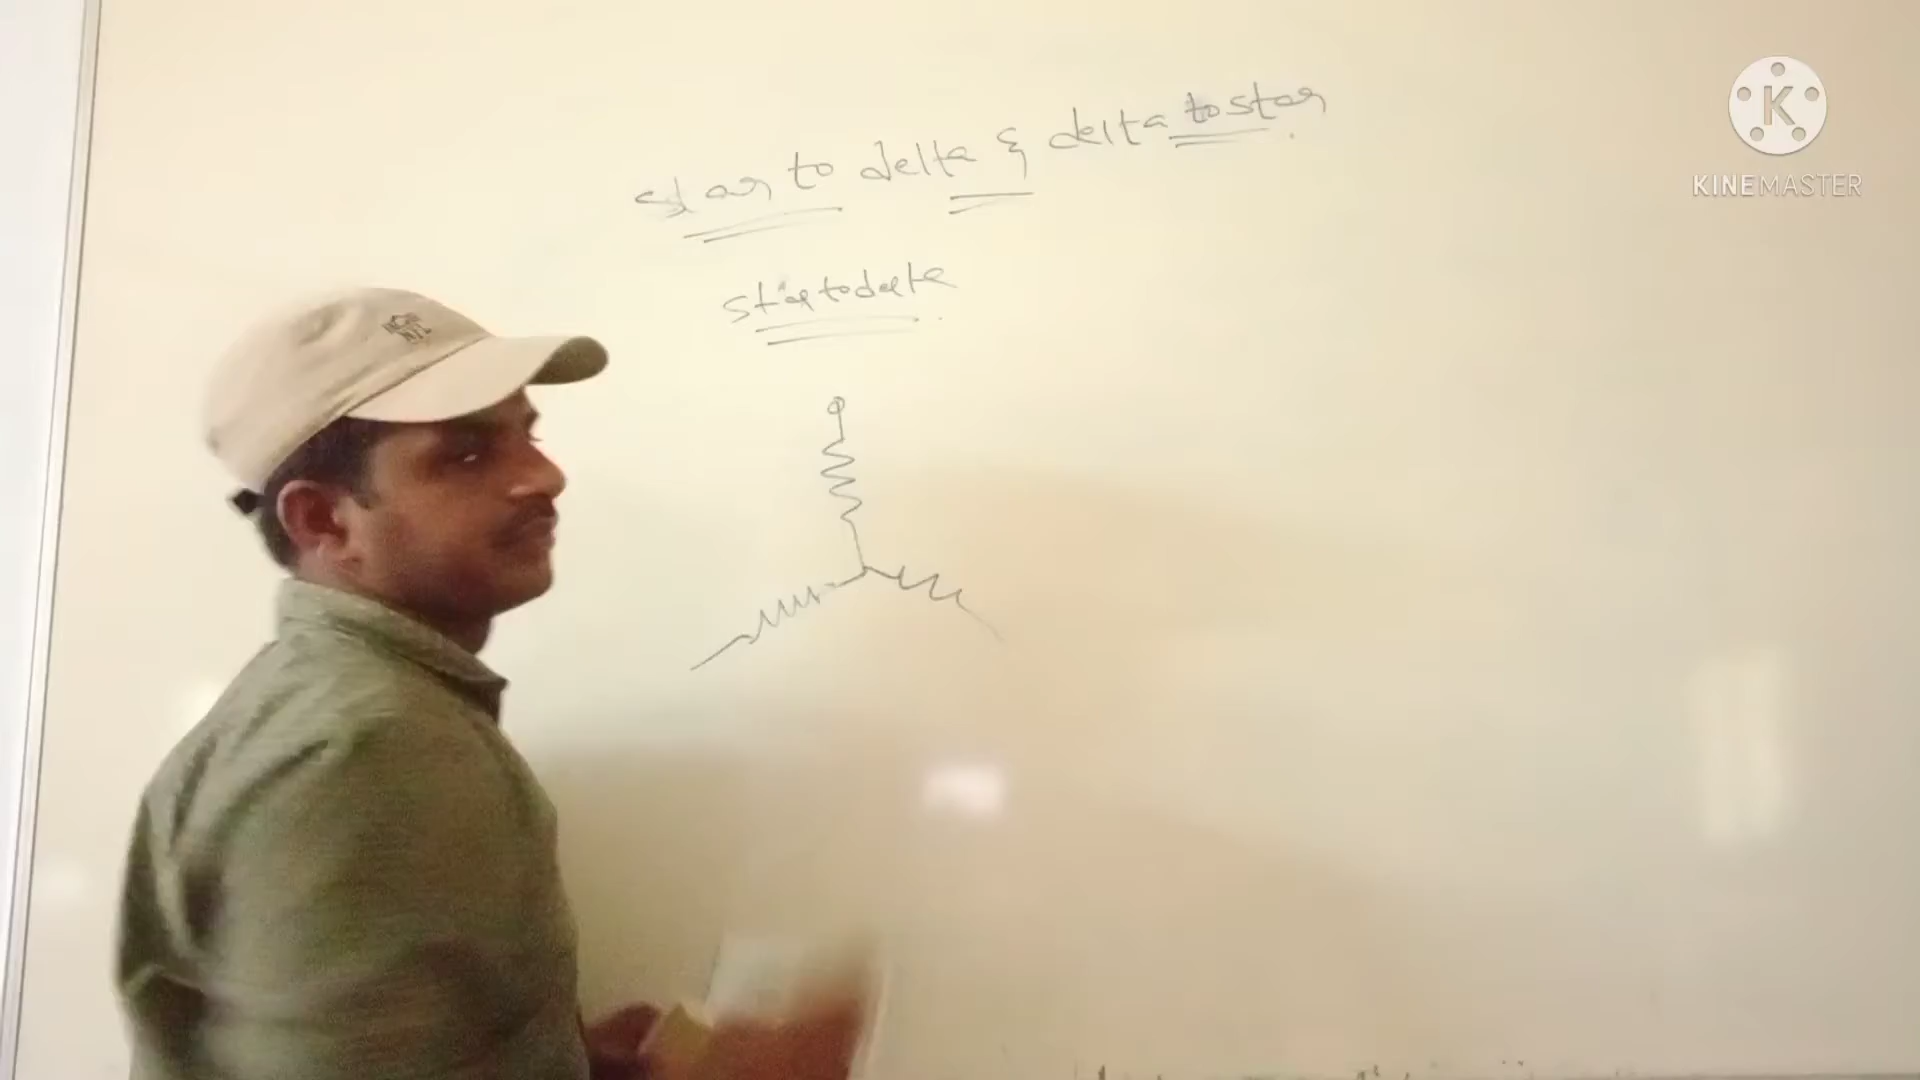 star to delta & delta to star
star to delta
K
KINEMASTER